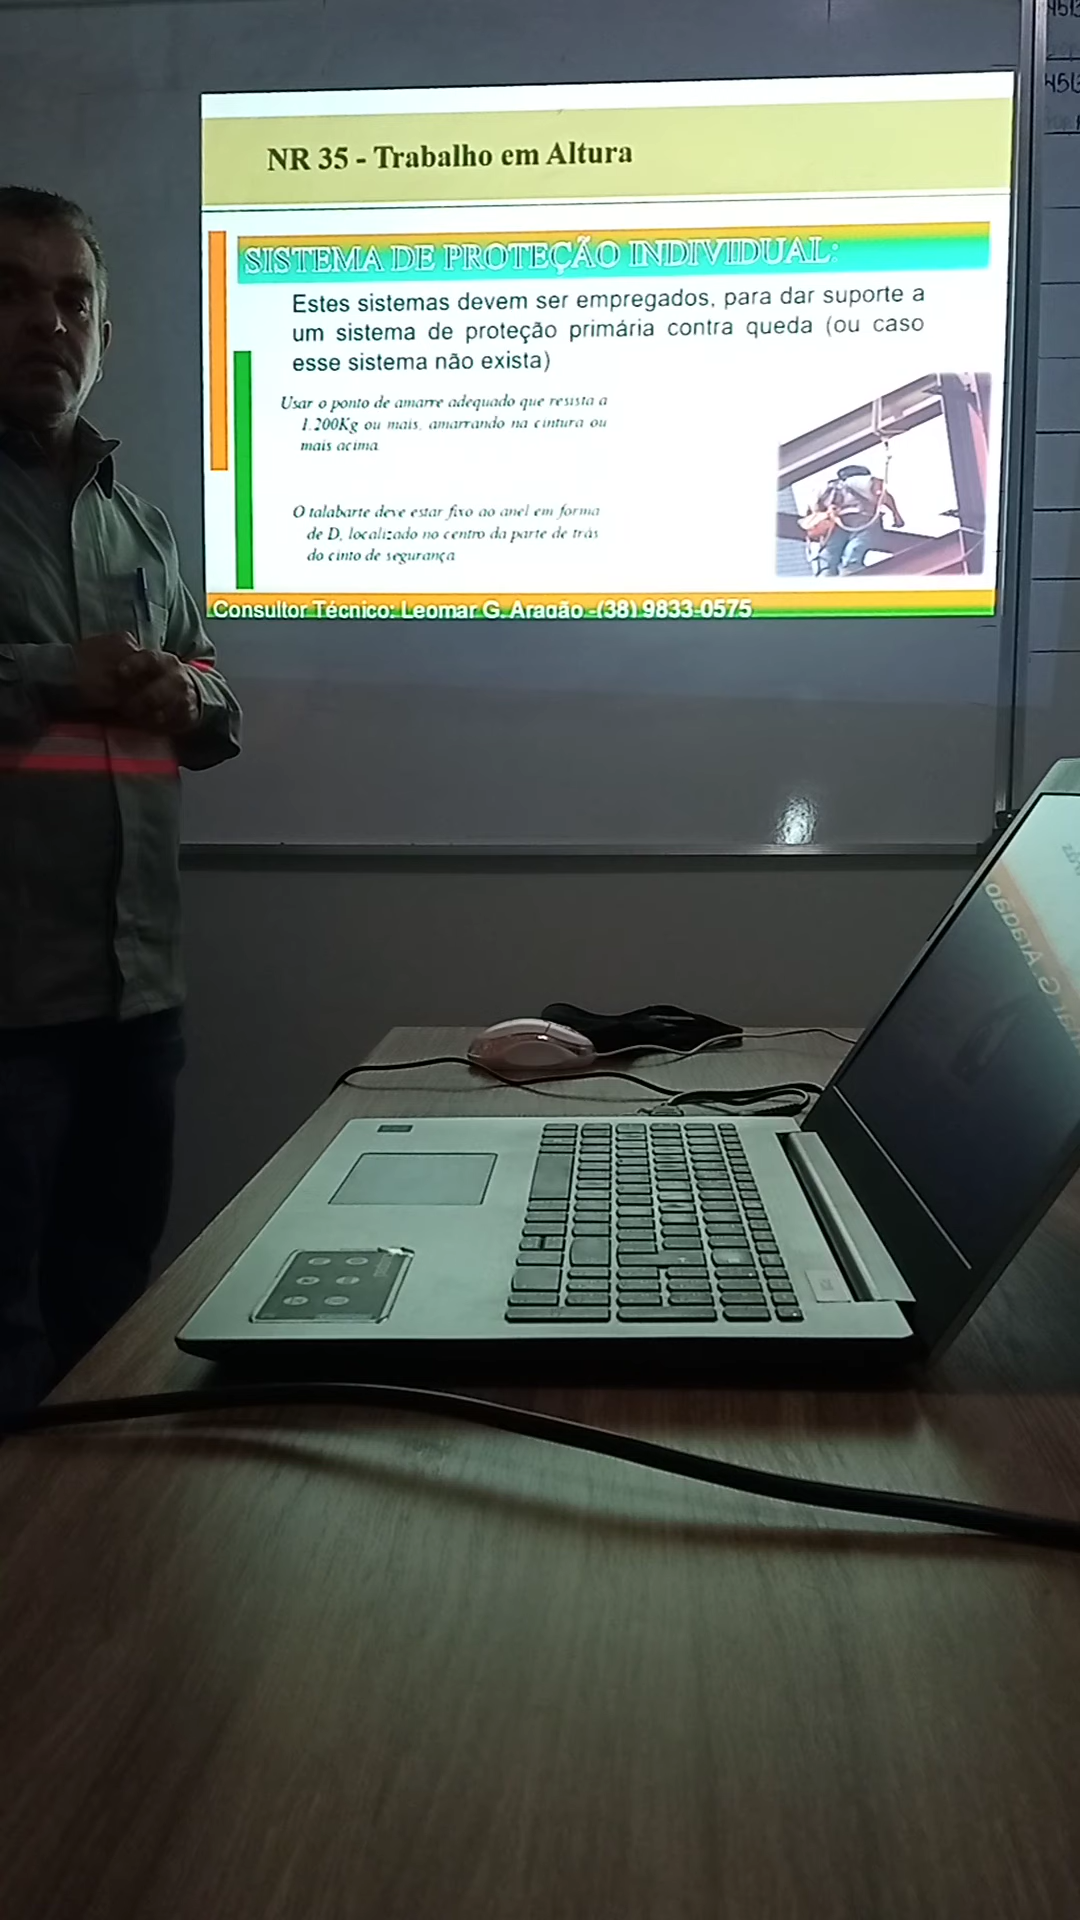 NR 35 - Trabalho em Altura
SISTEMA DE PROTEÇÃO INDIVIDUAL:
Estes sistemas devem ser empregados, para dar suporte a
um sistema de proteção primária contra queda (ou caso
esse sistema não exista)
Usar o ponto de amarre adequado que resista a
1.200Kg ou mais, amarrando na cintura ou
mais acima
O talabarte deve estar fixo ao anel em forma
de D, localizado no centro da parte de trás
do cinto de segurança
Consultor Técnico: Leomar G. Aragão -(38) 9833-0575